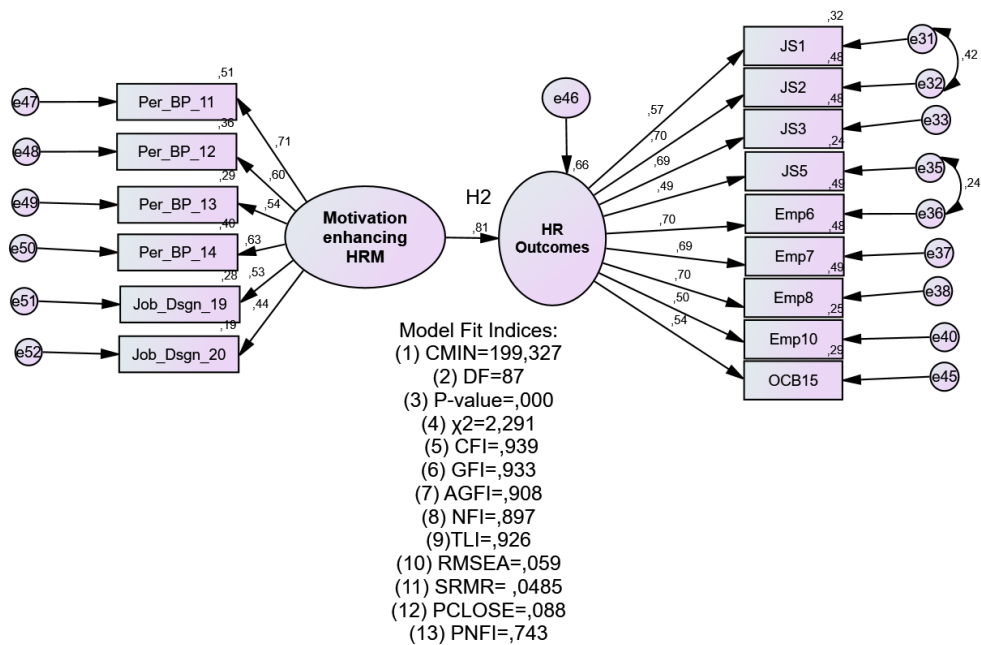 e47
Per_BP_11
,51
,71
e48
Per_BP_12
,36
,60
e49
Per_BP_13
,29
,54
e50
Per_BP_14
,40
,63
e51
Job_Dsgn_19
,28
,53
e52
Job_Dsgn_20
,19
,44
Motivation
enhancing
HRM
H2
,81
e46
,66
HR
Outcomes
,57
,70
,69
,49
,70
,69
,70
,50
,54
,32
JS1
e31
,42
,48
JS2
e32
,48
JS3
e33
,24
JS5
e35
,24
,49
Emp6
e36
,48
Emp7
e37
,49
Emp8
e38
,25
Emp10
e40
,29
OCB15
e45
Model Fit Indices:
(1) CMIN=199,327
(2) DF=87
(3) P-value=,000
(4) χ2=2,291
(5) CFI=,939
(6) GFI=,933
(7) AGFI=,908
(8) NFI=,897
(9)TLI=,926
(10) RMSEA=,059
(11) SRMR= ,0485
(12) PCLOSE=,088
(13) PNFI=,743